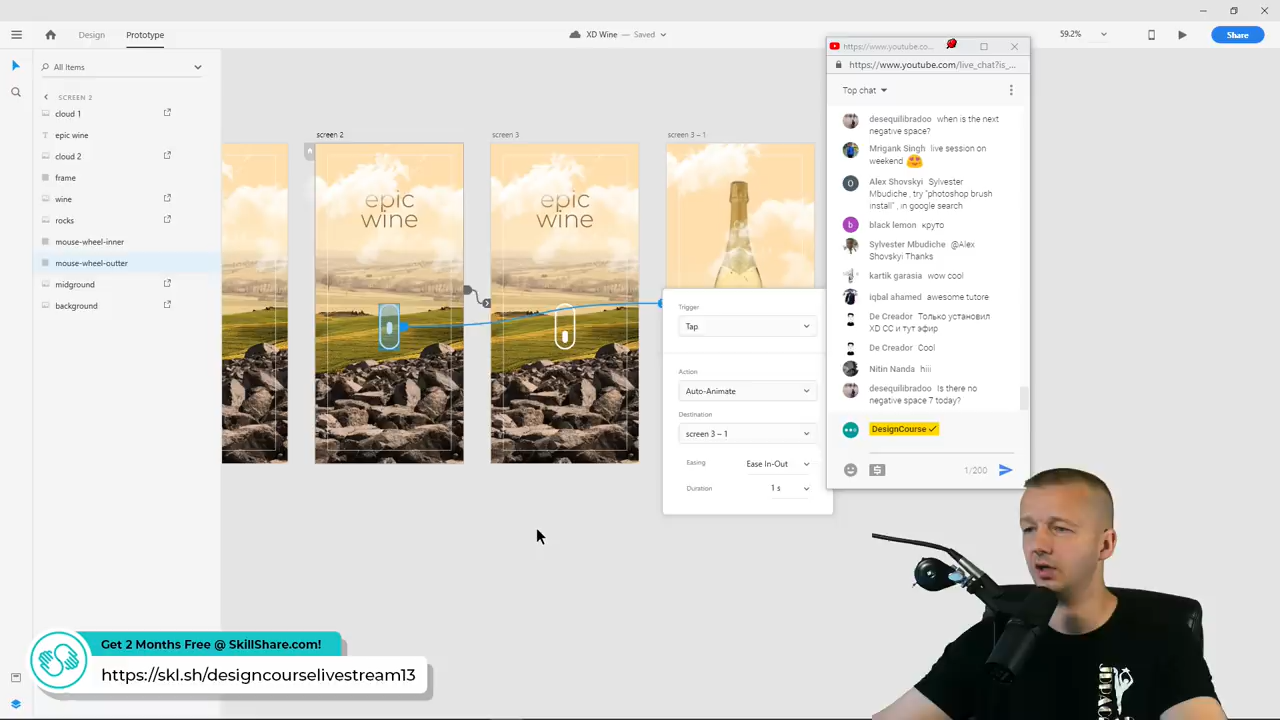 Design
Prototype
XD Wine – Saved
59.2%
Share
All Items
SCREEN 2
cloud 1
epic wine
cloud 2
frame
wine
rocks
mouse-wheel-inner
mouse-wheel-outter
midground
background
screen 2
screen 3
screen 3 – 1
epic
wine
epic
wine
Trigger
Tap
Action
Auto-Animate
Destination
screen 3 – 1
Easing
Ease In-Out
Duration
1 s
https://www.youtube.co...
https://www.youtube.com/live_chat?is_...
Top chat
desequilibradoo when is the next
negative space?
Mrigank Singh live session on
weekend
O
Alex Shovskyi Sylvester
Mbudiche , try "photoshop brush
install" , in google search
b
black lemon круто
Sylvester Mbudiche @Alex
Shovskyi Thanks
kartik garasia wow cool
iqbal ahamed awesome tutore
De Creador Только установил
XD CC и тут эфир
De Creador Cool
Nitin Nanda hiii
desequilibradoo Is there no
negative space 7 today?
DesignCourse
1/200
Get 2 Months Free @ SkillShare.com!
https://skl.sh/designcourselivestream13